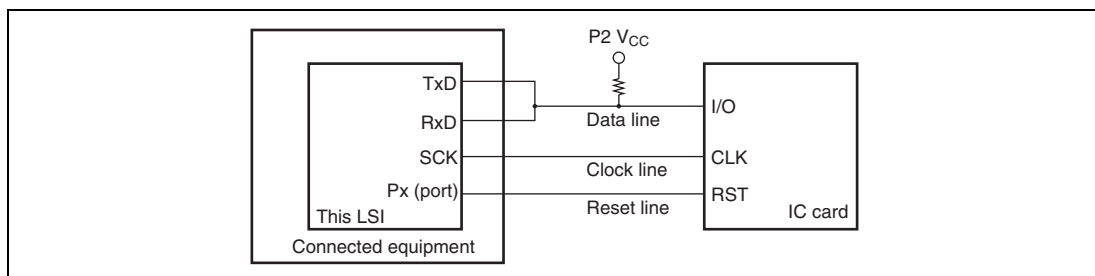 P2 VCC
TxD
RxD
Data line
I/O
SCK
Clock line
CLK
Px (port)
Reset line
RST
This LSI
IC card
Connected equipment